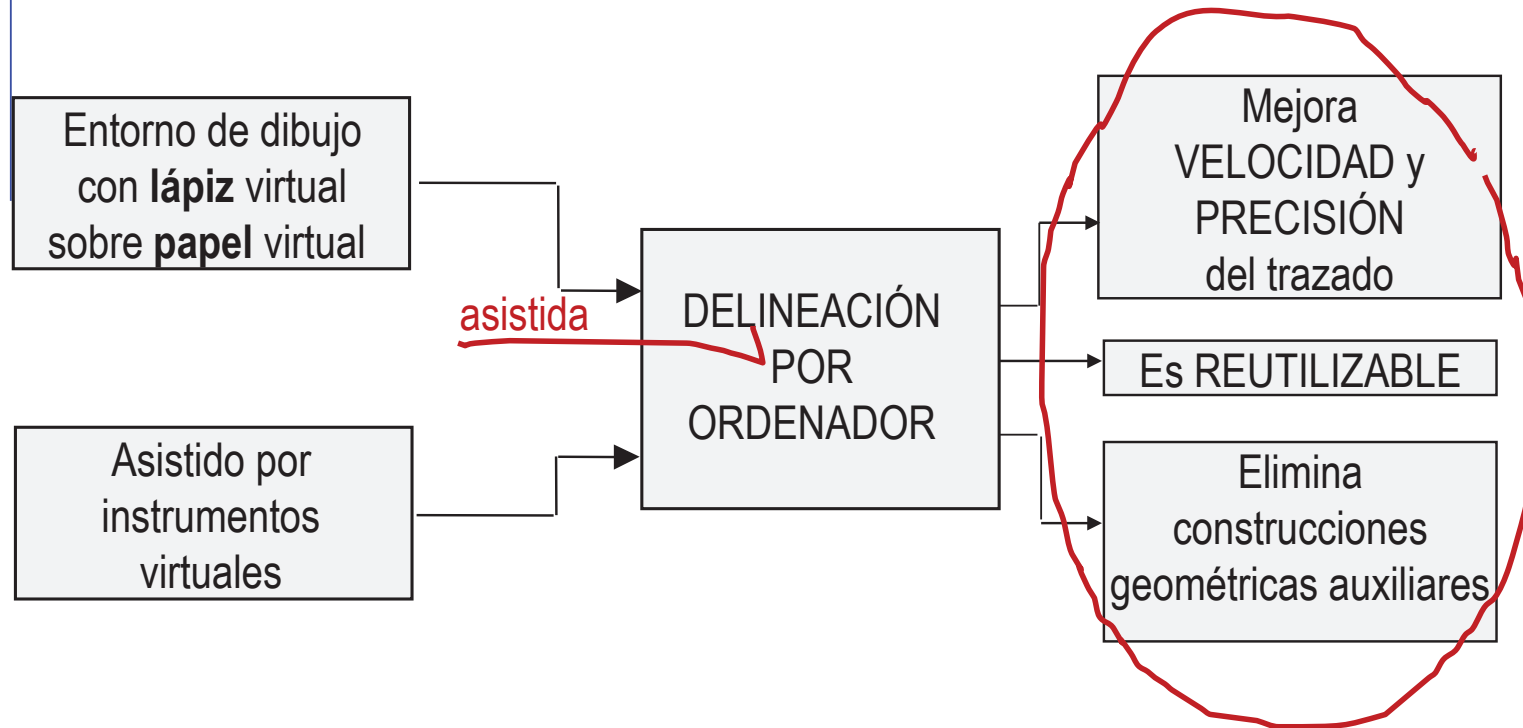 Entorno de dibujo
con lápiz virtual
sobre papel virtual
Asistido por
instrumentos
virtuales
asistida
DELINEACIÓN
POR
ORDENADOR
Mejora
VELOCIDAD y
PRECISIÓN
del trazado
Es REUTILIZABLE
Elimina
construcciones
geométricas auxiliares